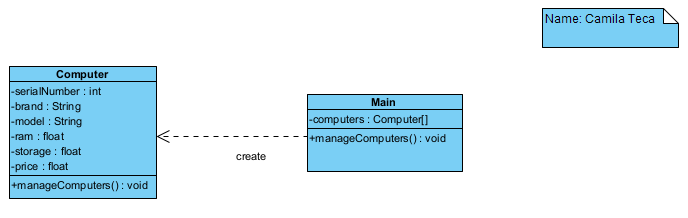 Name: Camila Teca
Computer
-serialNumber : int
-brand : String
-model : String
-ram : float
-storage : float
-price : float
+manageComputers() : void
create
Main
-computers : Computer[]
+manageComputers() : void